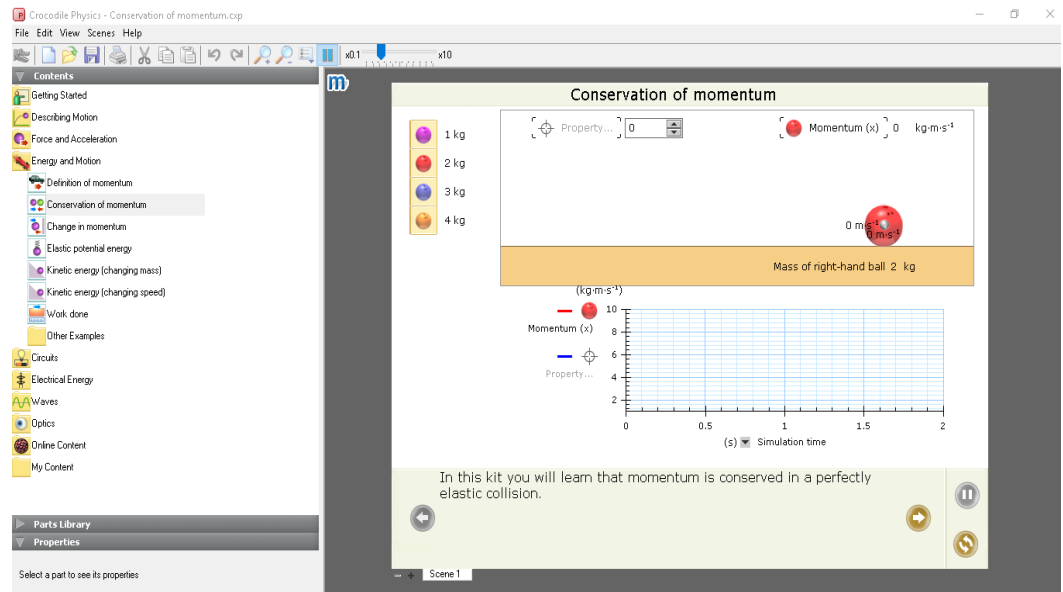 Crocodile Physics - Conservation of momentum.cxp
File Edit View Scenes Help
x0.1 x10
Contents
Getting Started
Describing Motion
Force and Acceleration
Energy and Motion
Definition of momentum
Conservation of momentum
Change in momentum
Elastic potential energy
Kinetic energy (changing mass)
Kinetic energy (changing speed)
Work done
Other Examples
Circuits
Electrical Energy
Waves
Optics
Online Content
My Content
Parts Library
Properties
Select a part to see its properties
m
Conservation of momentum
1 kg
2 kg
3 kg
4 kg
Property... 0
Momentum (x) 0 kg·m·s⁻¹
0 m·s⁻¹
0 m·s⁻¹
Mass of right-hand ball 2 kg
(kg·m·s⁻¹)
Momentum (x)
Property...
10
8
6
4
2
0 0.5 1 1.5 2
(s) Simulation time
In this kit you will learn that momentum is conserved in a perfectly
elastic collision.
Scene 1